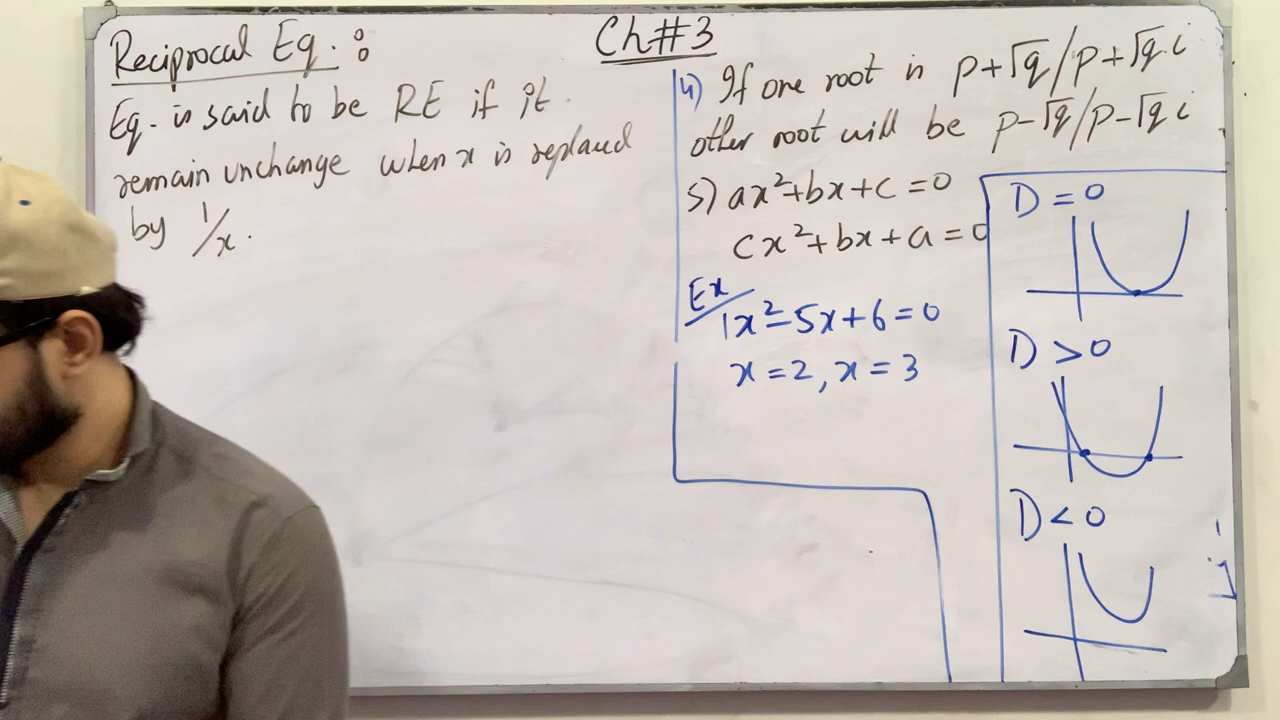 Ch#3
Reciprocal Eq. :
Eq. is said to be RE if it
remain unchange when x is replaced
by 1/x.
4) If one root is p+√q/p+√q i
other root will be p-√q/p-√q i
5) ax²+bx+c=0
cx²+bx+a=0
Ex
1x²-5x+6=0
x=2, x=3
D=0
D>0
D<0